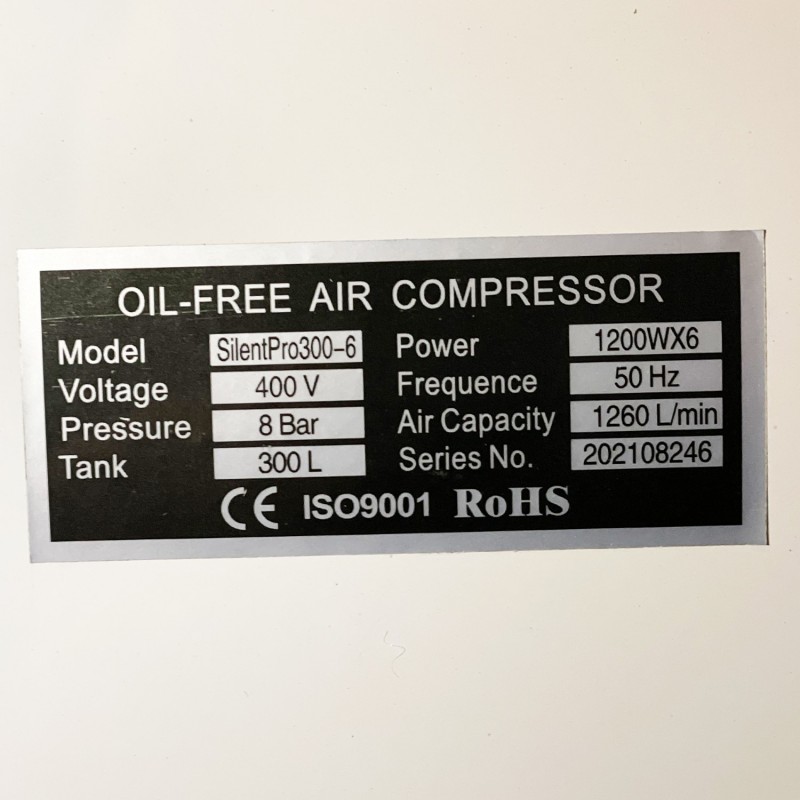 OIL-FREE AIR COMPRESSOR
Model SilentPro300-6 Power 1200WX6
Voltage 400 V Frequence 50 Hz
Pressure 8 Bar Air Capacity 1260 L/min
Tank 300 L Series No. 202108246
CE ISO9001 RoHS